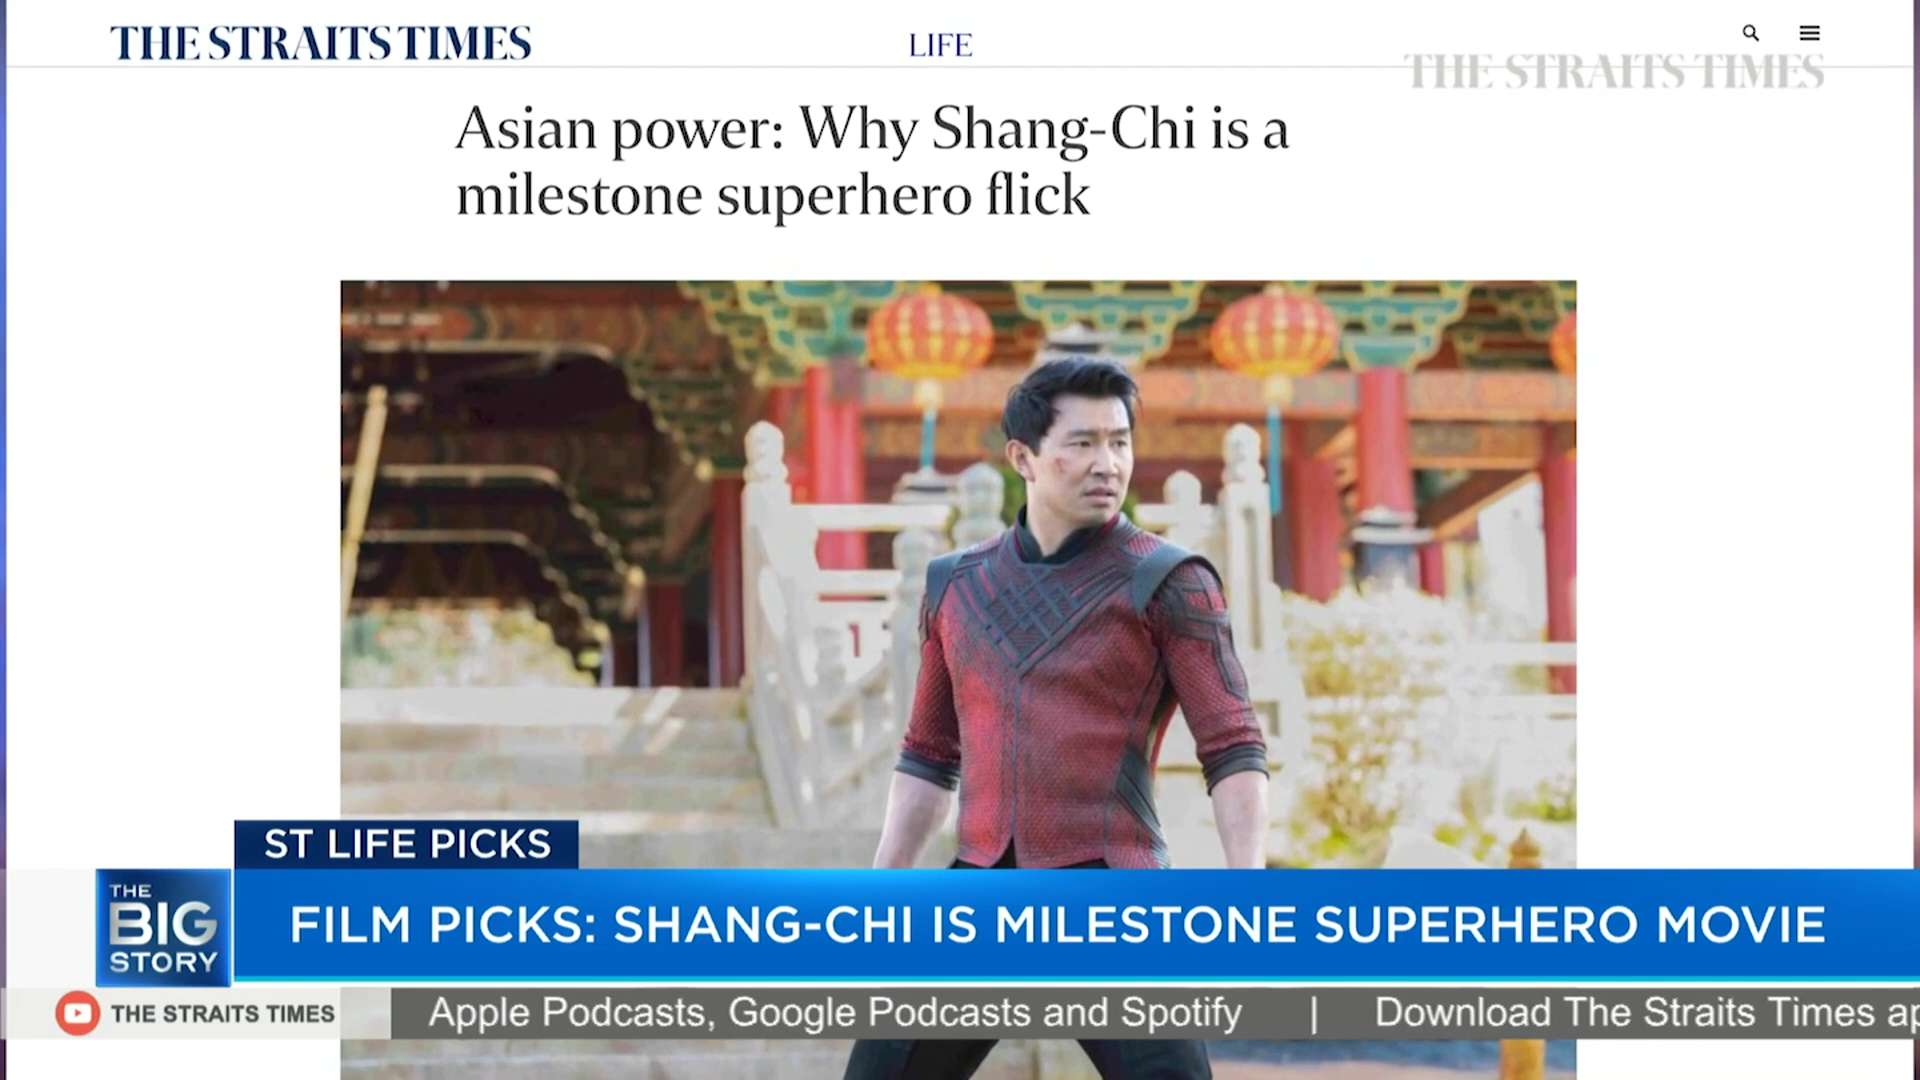 THE STRAITS TIMES
LIFE
THE STRAITS TIMES
Asian power: Why Shang-Chi is a
milestone superhero flick
ST LIFE PICKS
THE
BIG
STORY
FILM PICKS: SHANG-CHI IS MILESTONE SUPERHERO MOVIE
THE STRAITS TIMES
Apple Podcasts, Google Podcasts and Spotify | Download The Straits Times ap